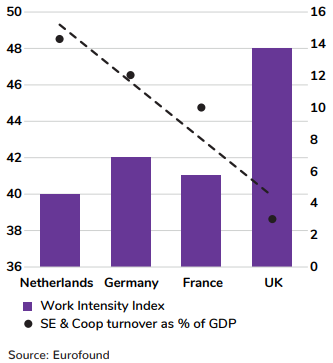 50 16
48 14
46 12
44 10
42 8
40 6
4
38 2
36 0
Netherlands Germany France UK
Work Intensity Index
SE & Coop turnover as % of GDP
Source: Eurofound